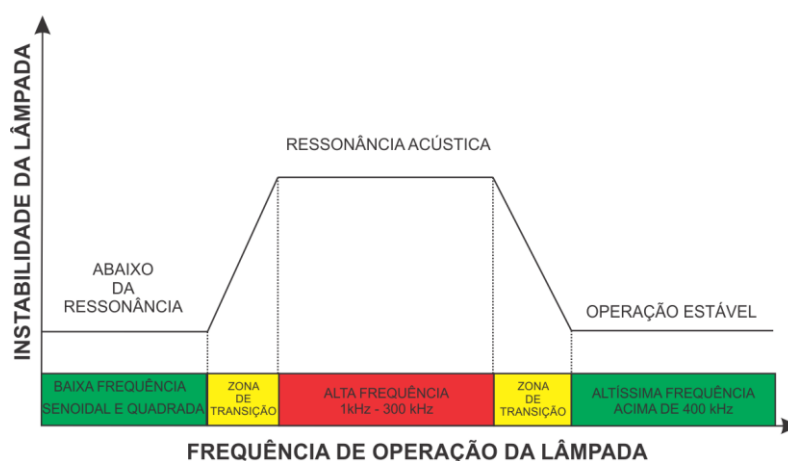 INSTABILIDADE DA LÂMPADA
RESSONÂNCIA ACÚSTICA
ABAIXO
DA
RESSONÂNCIA
OPERAÇÃO ESTÁVEL
BAIXA FREQUÊNCIA
SENOIDAL E QUADRADA
ZONA
DE
TRANSIÇÃO
ALTA FREQUÊNCIA
1kHz - 300 kHz
ZONA
DE
TRANSIÇÃO
ALTÍSSIMA FREQUÊNCIA
ACIMA DE 400 kHz
FREQUÊNCIA DE OPERAÇÃO DA LÂMPADA